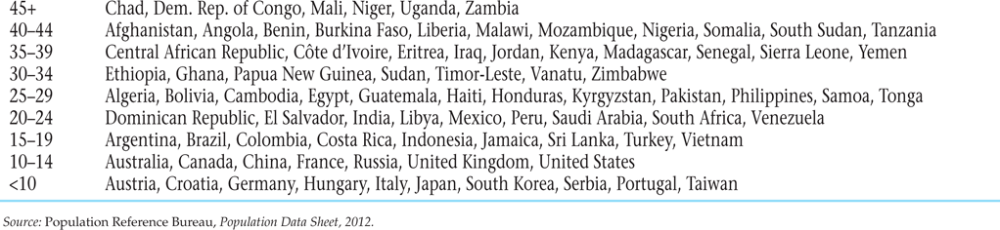 45+ Chad, Dem. Rep. of Congo, Mali, Niger, Uganda, Zambia
40–44 Afghanistan, Angola, Benin, Burkina Faso, Liberia, Malawi, Mozambique, Nigeria, Somalia, South Sudan, Tanzania
35–39 Central African Republic, Côte d’Ivoire, Eritrea, Iraq, Jordan, Kenya, Madagascar, Senegal, Sierra Leone, Yemen
30–34 Ethiopia, Ghana, Papua New Guinea, Sudan, Timor-Leste, Vanatu, Zimbabwe
25–29 Algeria, Bolivia, Cambodia, Egypt, Guatemala, Haiti, Honduras, Kyrgyzstan, Pakistan, Philippines, Samoa, Tonga
20–24 Dominican Republic, El Salvador, India, Libya, Mexico, Peru, Saudi Arabia, South Africa, Venezuela
15–19 Argentina, Brazil, Colombia, Costa Rica, Indonesia, Jamaica, Sri Lanka, Turkey, Vietnam
10–14 Australia, Canada, China, France, Russia, United Kingdom, United States
<10 Austria, Croatia, Germany, Hungary, Italy, Japan, South Korea, Serbia, Portugal, Taiwan
Source: Population Reference Bureau, Population Data Sheet, 2012.